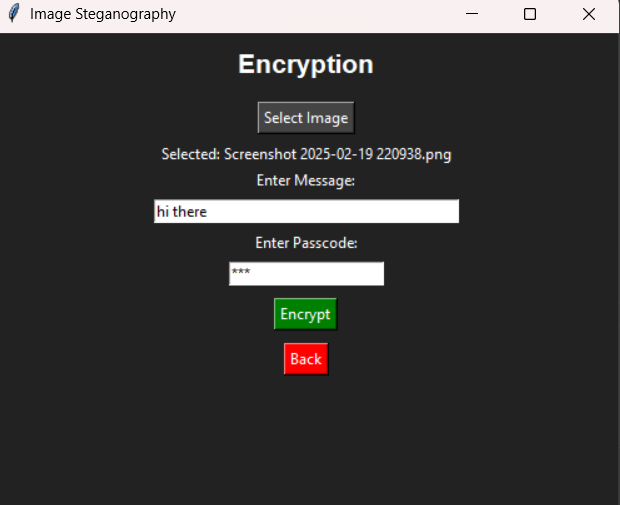 Image Steganography
Encryption
Select Image
Selected: Screenshot 2025-02-19 220938.png
Enter Message:
hi there
Enter Passcode:
***
Encrypt
Back